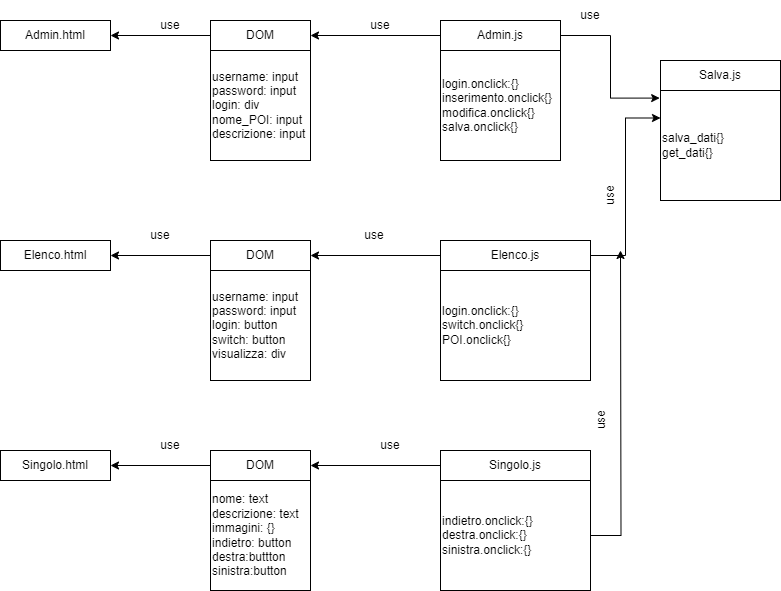 use
Admin.html
use
DOM
use
Admin.js
Salva.js
username: input
password: input
login: div
nome_POI: input
descrizione: input
login.onclick:{}
inserimento.onclick{}
modifica.onclick{}
salva.onclick{}
salva_dati{}
get_dati{}
use
Elenco.html
use
DOM
use
Elenco.js
username: input
password: input
login: button
switch: button
visualizza: div
login.onclick:{}
switch.onclick{}
POI.onclick{}
use
Singolo.html
use
DOM
use
Singolo.js
nome: text
descrizione: text
immagini: {}
indietro: button
destra:buttton
sinistra:button
indietro.onclick:{}
destra.onclick:{}
sinistra.onclick:{}